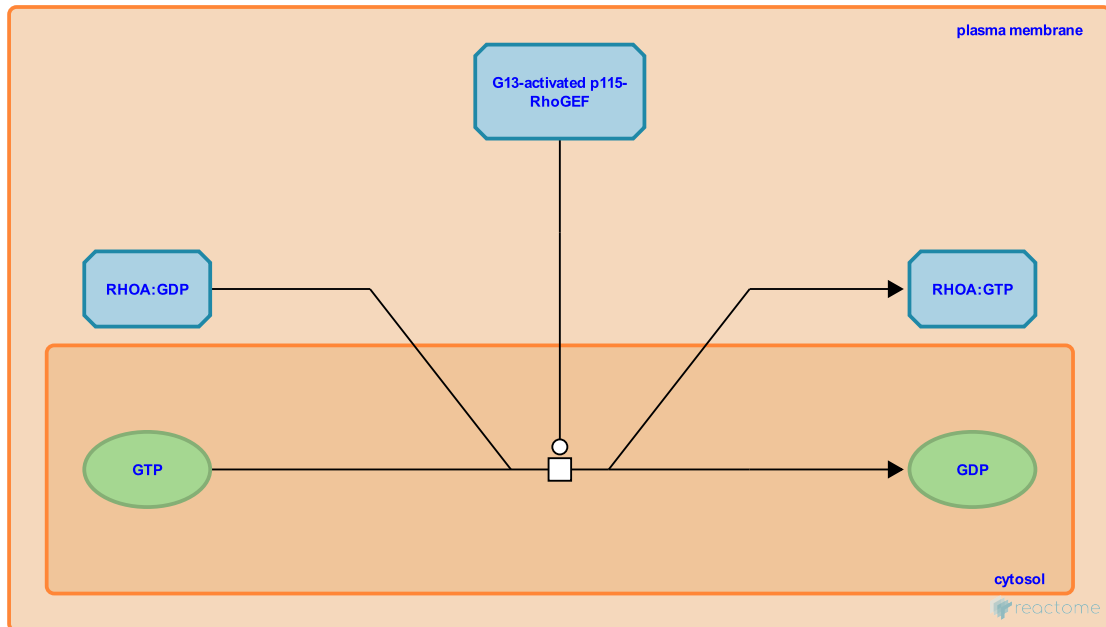 plasma membrane
G13-activated p115-
RhoGEF
RHOA:GDP
RHOA:GTP
GTP
GDP
cytosol
reactome